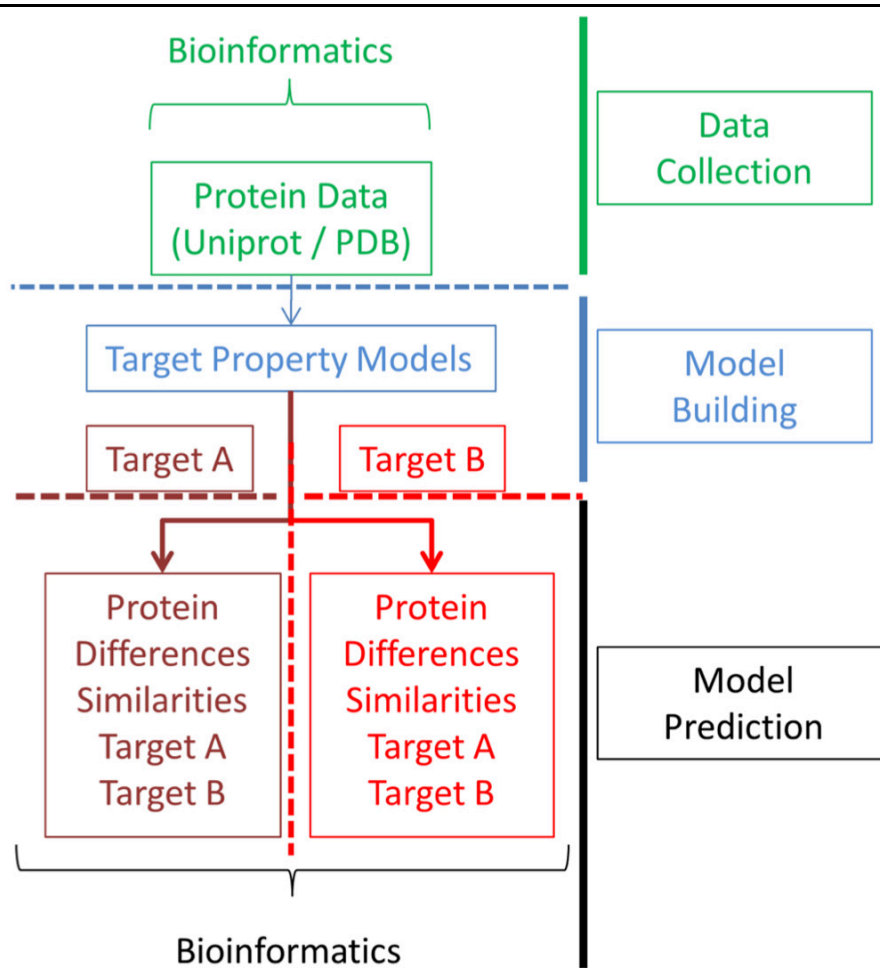 Bioinformatics
Data
Collection
Protein Data
(Uniprot / PDB)
Target Property Models
Model
Building
Target A
Target B
Protein
Differences
Similarities
Target A
Target B
Protein
Differences
Similarities
Target A
Target B
Model
Prediction
Bioinformatics